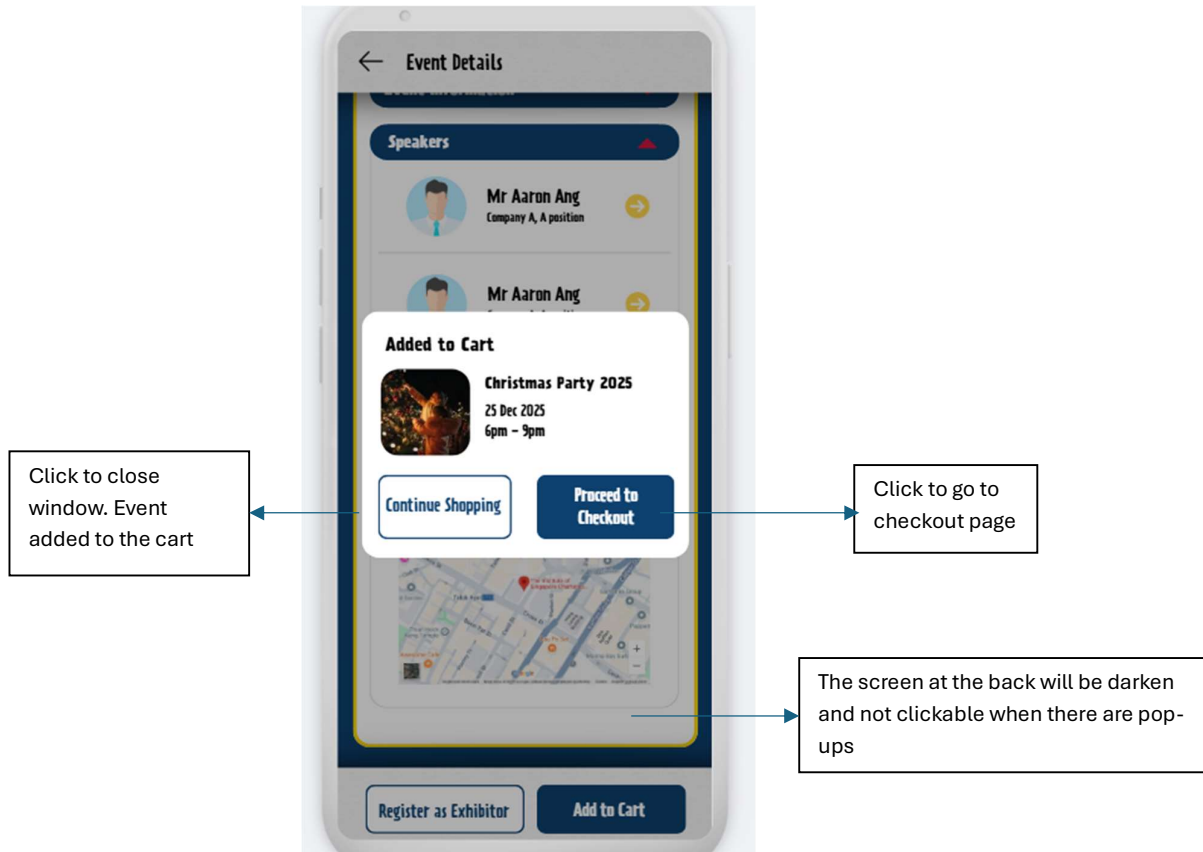 Event Details
Event Information
Speakers
Mr Aaron Ang
Company A, A position
Mr Aaron Ang
Added to Cart
Christmas Party 2025
25 Dec 2025
6pm – 9pm
Continue Shopping
Proceed to
Checkout
Click to close
window. Event
added to the cart
Click to go to
checkout page
The screen at the back will be darken
and not clickable when there are pop-
ups
Register as Exhibitor
Add to Cart